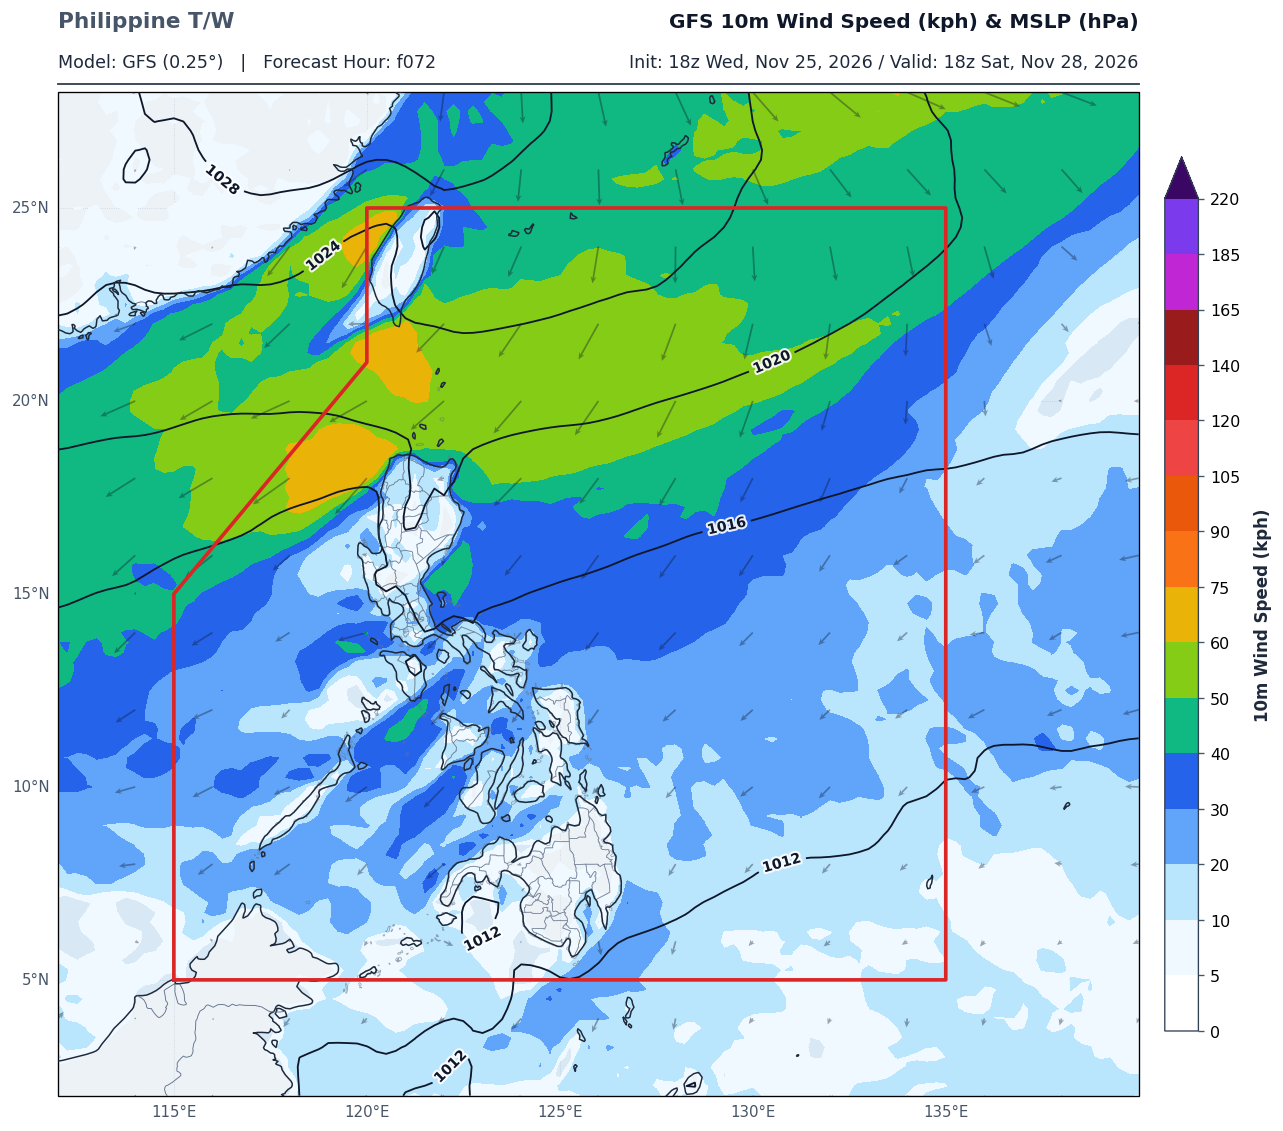 Philippine T/W
GFS 10m Wind Speed (kph) & MSLP (hPa)
Model: GFS (0.25°) | Forecast Hour: f072
Init: 18z Wed, Nov 25, 2026 / Valid: 18z Sat, Nov 28, 2026
1028
1024
1020
1016
1012
1012
1012
25°N
20°N
15°N
10°N
5°N
115°E
120°E
125°E
130°E
135°E
220
185
165
140
120
105
90
75
60
50
40
30
20
10
5
0
10m Wind Speed (kph)